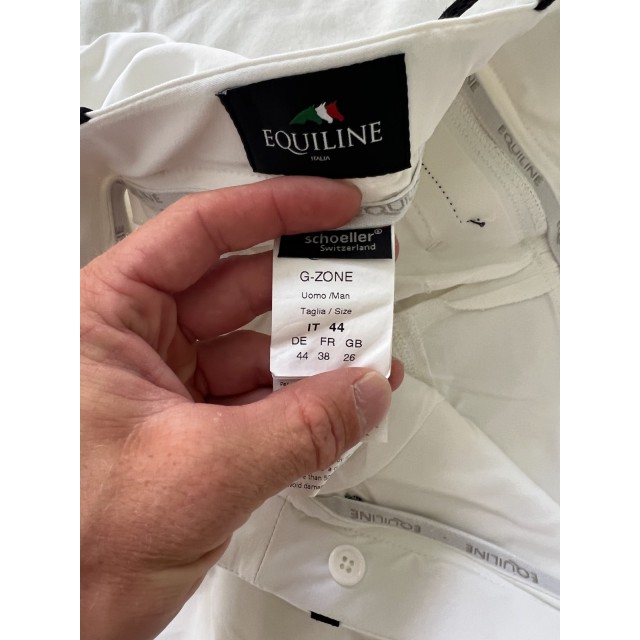 EQUILINE
ITALIA
EQUILINE
EQUILINE
schoeller®
Switzerland
G-ZONE
Uomo /Man
Taglia / Size
IT 44
DE FR GB
44 38 26
EQUILINE
EQUILINE